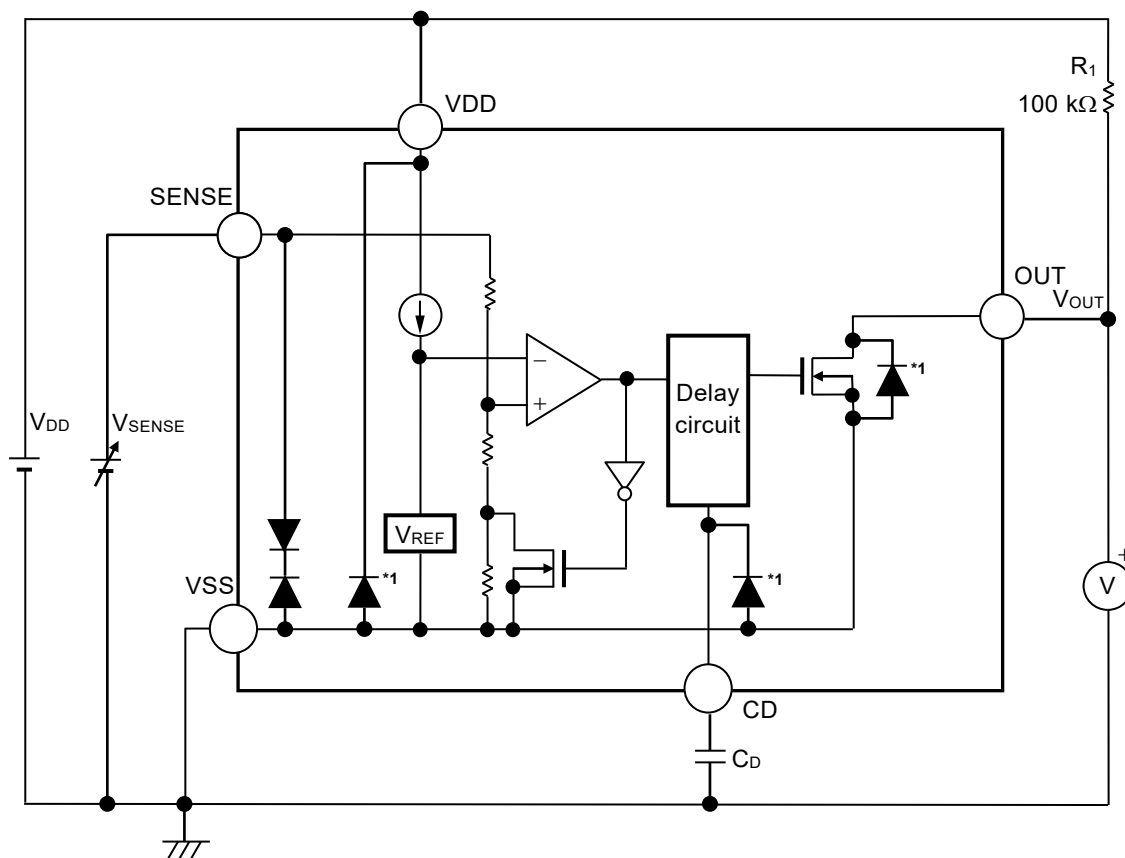 R1
100 kΩ
VDD
SENSE
OUT
VOUT
−
*1
+
Delay
circuit
VDD
VSENSE
VREF
+
VSS
*1
*1
V
CD
CD